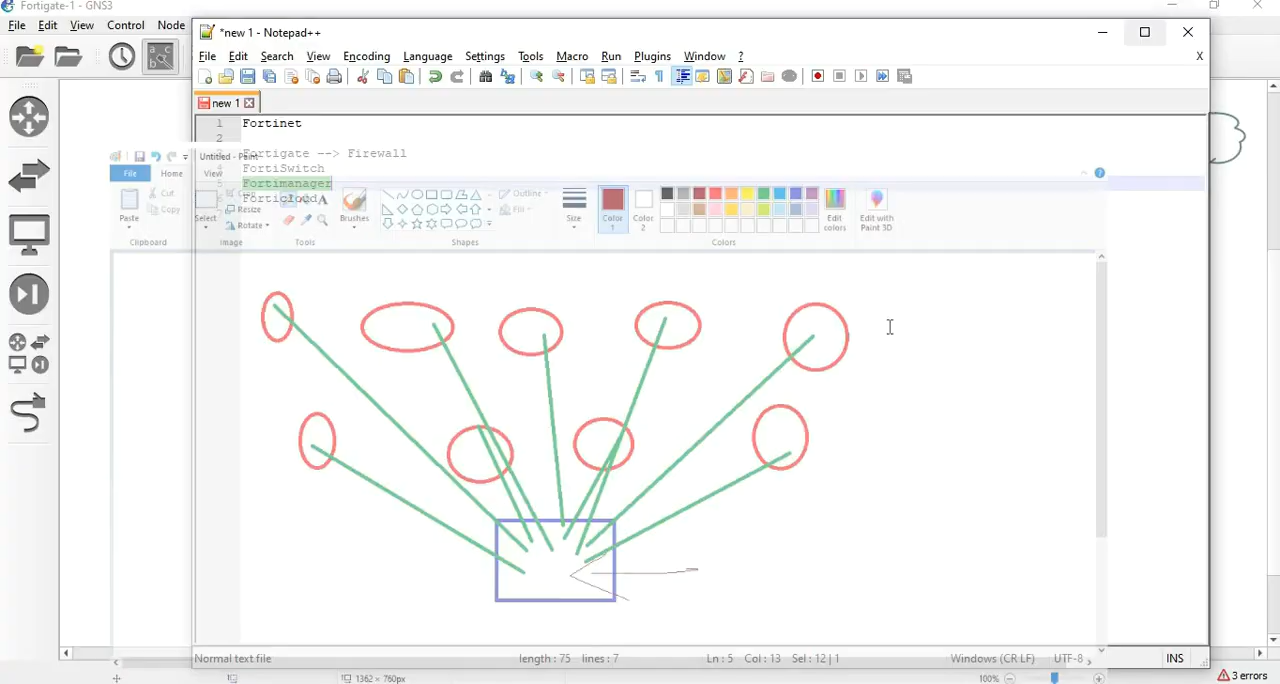 Fortigate-1 - GNS3
File Edit View Control Node
*new 1 - Notepad++
File Edit Search View Encoding Language Settings Tools Macro Run Plugins Window ?
X
new 1
1 Fortinet
2
Fortigate --> Firewall
FortiSwitch
5 Fortimanager
Forticloud
Untitled - Paint
File Home View
Paste
Cut
Copy
Select
Resize
Rotate
A
Brushes
Outline
Fill
Size
Color 1
Color 2
Edit colors
Edit with Paint 3D
Clipboard Image Tools Shapes Colors
Normal text file length : 75 lines : 7 Ln : 5 Col : 13 Sel : 12 | 1 Windows (CR LF) UTF-8 INS
1362 × 760px
100%
3 errors